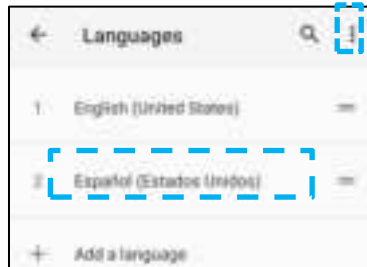 Languages
1 English (United States)
2 Español (Estados Unidos)
+ Add a language